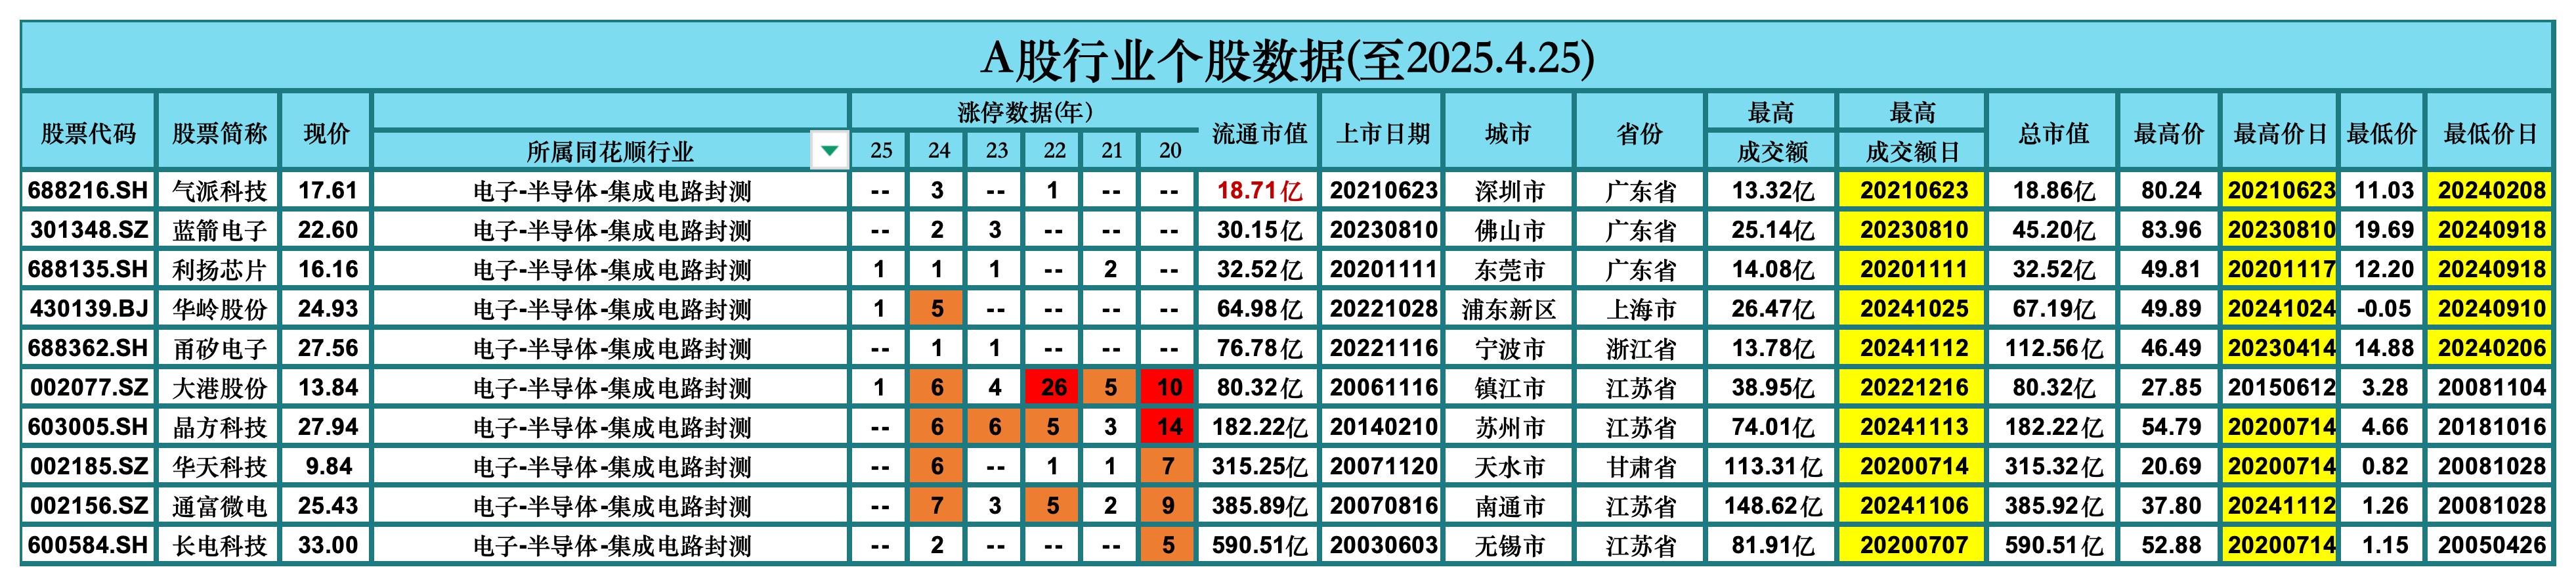 A股行业个股数据(至2025.4.25)
股票代码 股票简称 现价 所属同花顺行业 涨停数据(年) 流通市值 上市日期 城市 省份 最高 最高 总市值 最高价 最高价日 最低价 最低价日
25 24 23 22 21 20 成交额 成交额日
688216.SH 气派科技 17.61 电子-半导体-集成电路封测 -- 3 -- 1 -- -- 18.71亿 20210623 深圳市 广东省 13.32亿 20210623 18.86亿 80.24 20210623 11.03 20240208
301348.SZ 蓝箭电子 22.60 电子-半导体-集成电路封测 -- 2 3 -- -- -- 30.15亿 20230810 佛山市 广东省 25.14亿 20230810 45.20亿 83.96 20230810 19.69 20240918
688135.SH 利扬芯片 16.16 电子-半导体-集成电路封测 1 1 1 -- 2 -- 32.52亿 20201111 东莞市 广东省 14.08亿 20201111 32.52亿 49.81 20201117 12.20 20240918
430139.BJ 华岭股份 24.93 电子-半导体-集成电路封测 1 5 -- -- -- -- 64.98亿 20221028 浦东新区 上海市 26.47亿 20241025 67.19亿 49.89 20241024 -0.05 20240910
688362.SH 甬矽电子 27.56 电子-半导体-集成电路封测 -- 1 1 -- -- -- 76.78亿 20221116 宁波市 浙江省 13.78亿 20241112 112.56亿 46.49 20230414 14.88 20240206
002077.SZ 大港股份 13.84 电子-半导体-集成电路封测 1 6 4 26 5 10 80.32亿 20061116 镇江市 江苏省 38.95亿 20221216 80.32亿 27.85 20150612 3.28 20081104
603005.SH 晶方科技 27.94 电子-半导体-集成电路封测 -- 6 6 5 3 14 182.22亿 20140210 苏州市 江苏省 74.01亿 20241113 182.22亿 54.79 20200714 4.66 20181016
002185.SZ 华天科技 9.84 电子-半导体-集成电路封测 -- 6 -- 1 1 7 315.25亿 20071120 天水市 甘肃省 113.31亿 20200714 315.32亿 20.69 20200714 0.82 20081028
002156.SZ 通富微电 25.43 电子-半导体-集成电路封测 -- 7 3 5 2 9 385.89亿 20070816 南通市 江苏省 148.62亿 20241106 385.92亿 37.80 20241112 1.26 20081028
600584.SH 长电科技 33.00 电子-半导体-集成电路封测 -- 2 -- -- -- 5 590.51亿 20030603 无锡市 江苏省 81.91亿 20200707 590.51亿 52.88 20200714 1.15 20050426